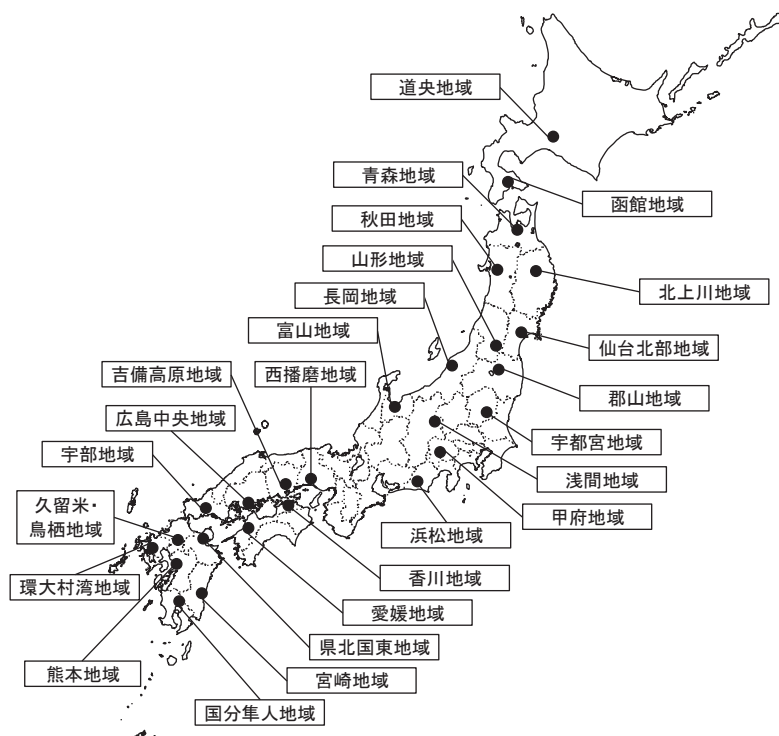 道央地域
青森地域
函館地域
秋田地域
山形地域
北上川地域
長岡地域
富山地域
仙台北部地域
吉備高原地域
西播磨地域
郡山地域
広島中央地域
宇都宮地域
宇部地域
浅間地域
久留米・
鳥栖地域
浜松地域
甲府地域
環大村湾地域
香川地域
愛媛地域
県北国東地域
熊本地域
宮崎地域
国分隼人地域